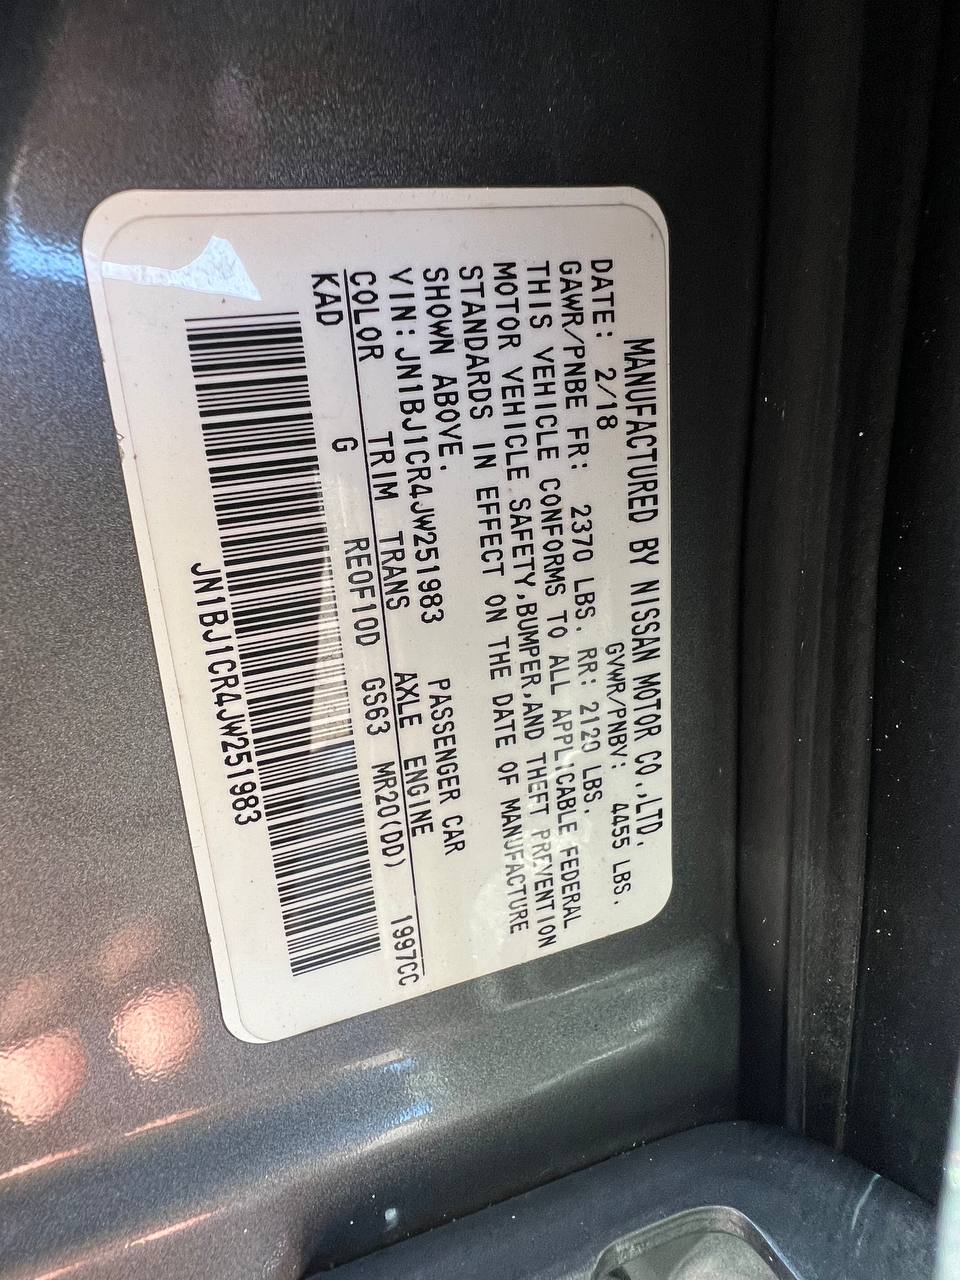 MANUFACTURED BY NISSAN MOTOR CO.,LTD.
DATE: 2/18 GVWR/PNBV: 4455 LBS.
GAWR/PNBE FR: 2370 LBS. RR: 2120 LBS.
THIS VEHICLE CONFORMS TO ALL APPLICABLE FEDERAL
MOTOR VEHICLE SAFETY,BUMPER,AND THEFT PREVENTION
STANDARDS IN EFFECT ON THE DATE OF MANUFACTURE
SHOWN ABOVE.
VIN: JN1BJ1CR4JW251983 PASSENGER CAR
COLOR TRIM TRANS AXLE ENGINE
KAD G RE0F10D GS63 MR20(DD) 1997CC
JN1BJ1CR4JW251983